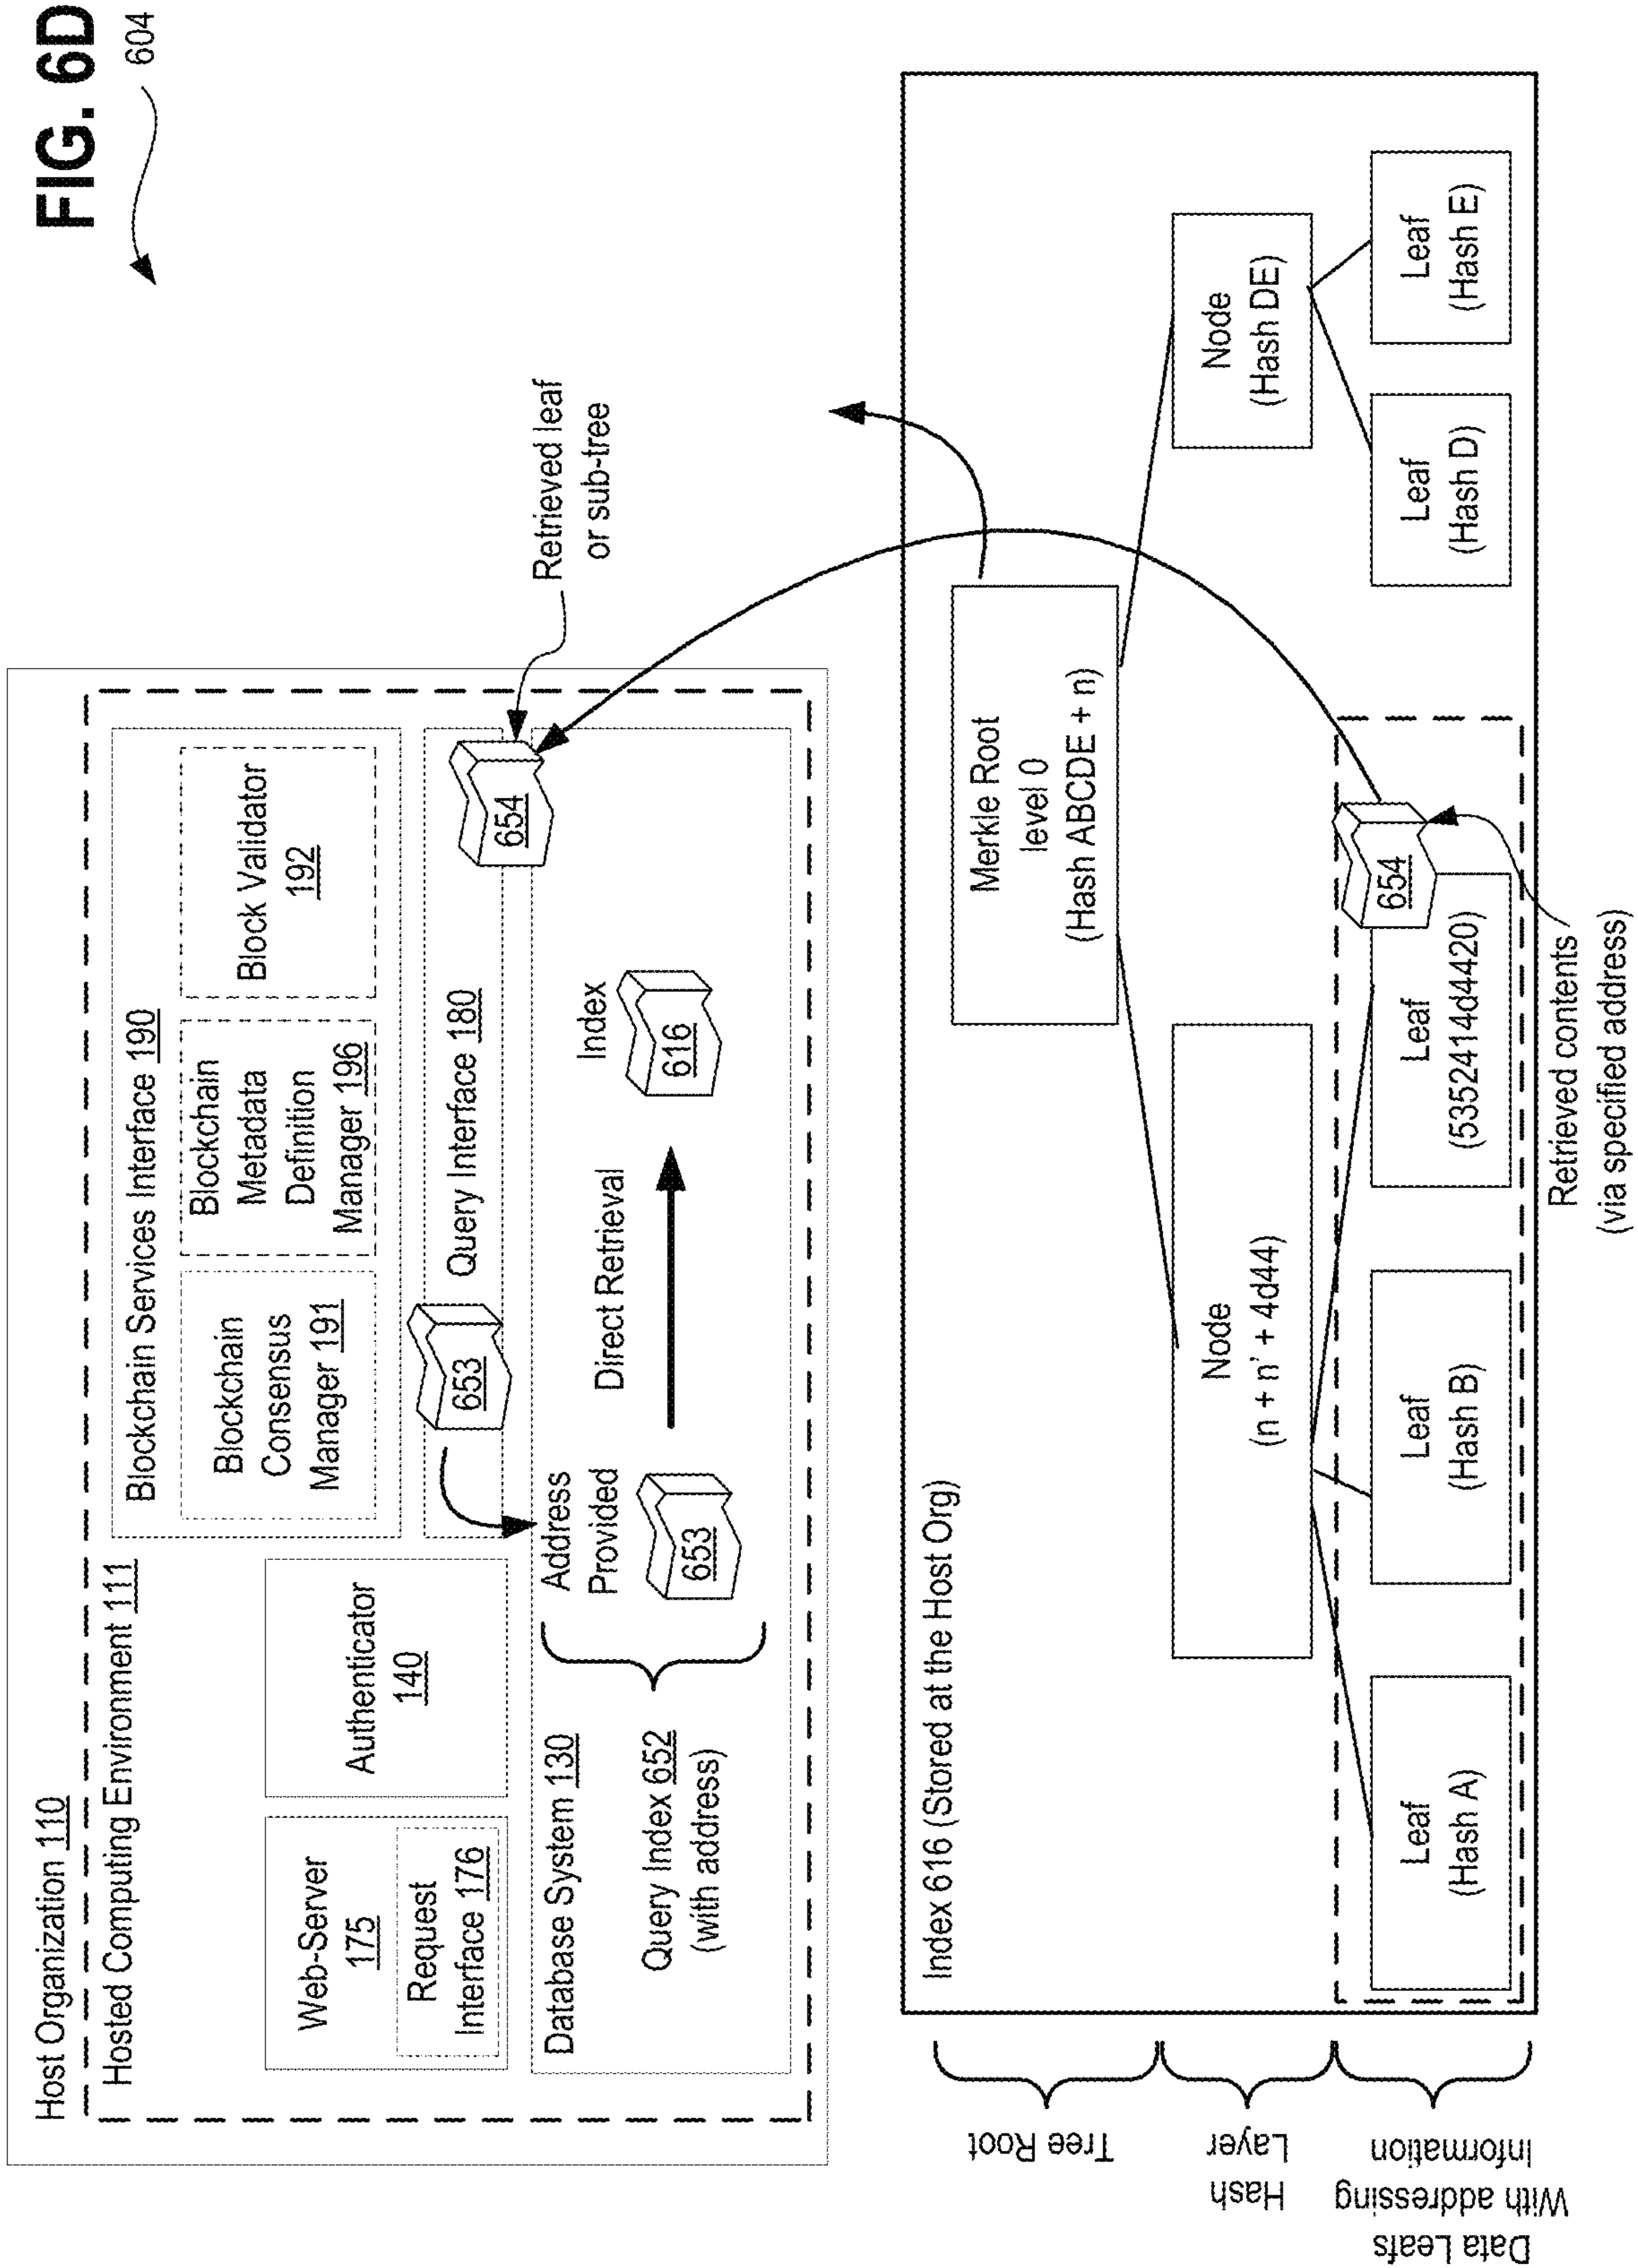 FIG. 6D
604
Host Organization 110
Hosted Computing Environment 111
Web-Server
175
Request
Interface 176
Authenticator
140
Blockchain Services Interface 190
Blockchain
Consensus
Manager 191
Blockchain
Metadata
Definition
Manager 196
Block Validator
192
Query Interface 180
653
654
Retrieved leaf
or sub-tree
Database System 130
Query Index 652
(with address)
Address
Provided
653
Direct Retrieval
Index
616
Index 616 (Stored at the Host Org)
Tree Root
Merkle Root
level 0
(Hash ABCDE + n)
Hash
Layer
Node
(n + n' + 4d44)
Node
(Hash DE)
Data Leafs
With addressing
Information
Leaf
(Hash A)
Leaf
(Hash B)
Leaf
(5352414d4420)
654
Leaf
(Hash D)
Leaf
(Hash E)
Retrieved contents
(via specified address)